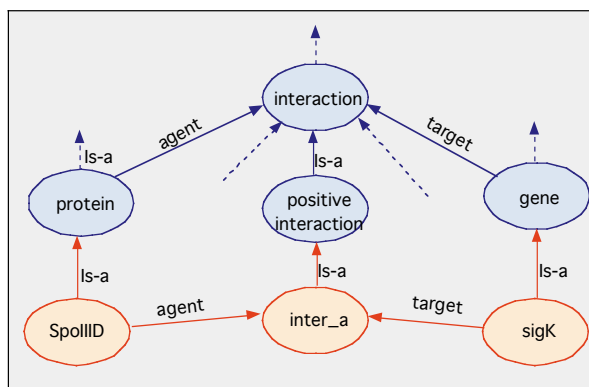 interaction
agent
target
Is-a
Is-a
protein
positive
interaction
gene
Is-a
Is-a
Is-a
SpoIIID
agent
inter_a
target
sigK